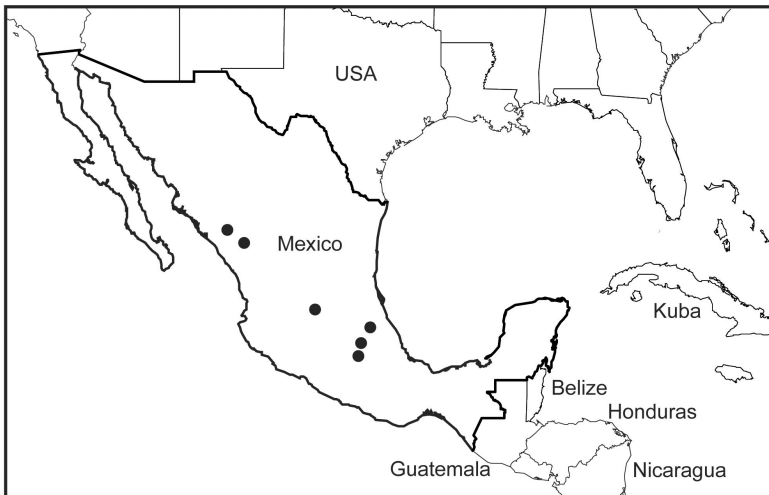 USA
Mexico
Kuba
Belize
Honduras
Guatemala
Nicaragua